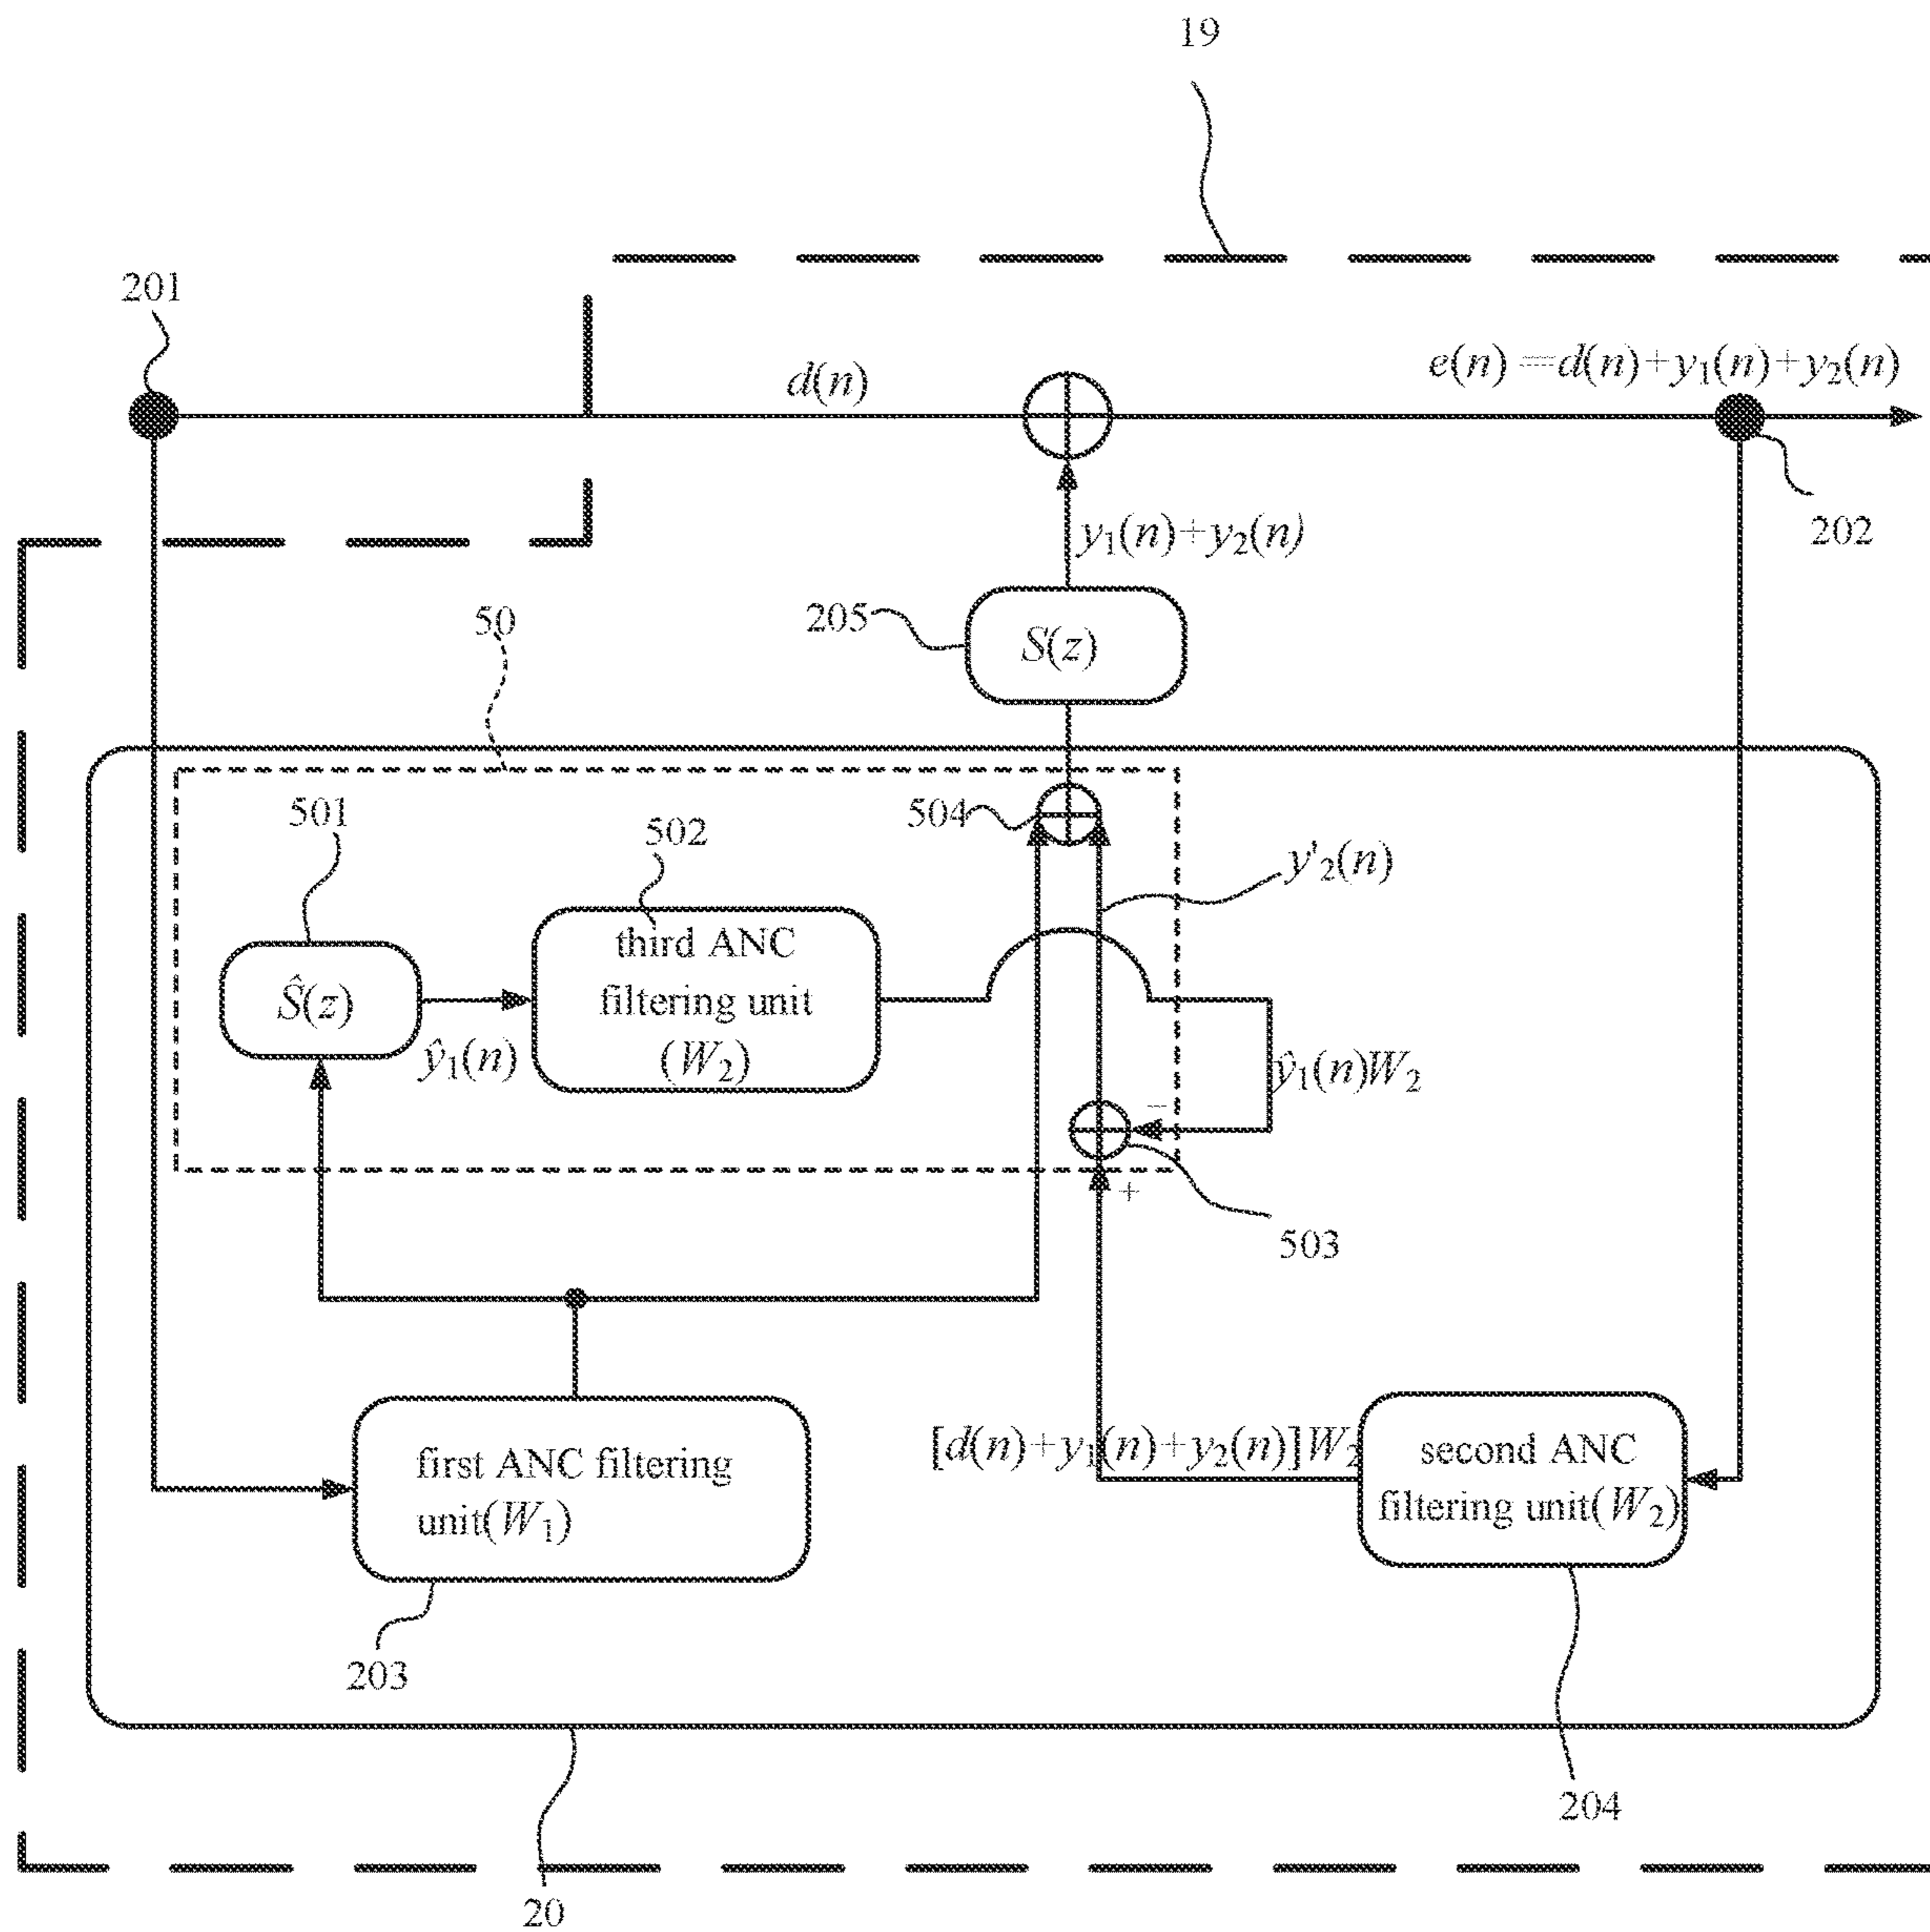 19
201
d(n)
e(n)=d(n)+y₁(n)+y₂(n)
202
y₁(n)+y₂(n)
50
205
S(z)
501
502
504
y'₂(n)
third ANC
filtering unit
(W₂)
Ŝ(z)
ŷ₁(n)
ŷ₁(n)W₂
−
+
503
[d(n)+y₁(n)+y₂(n)]W₂
first ANC filtering
unit(W₁)
second ANC
filtering unit(W₂)
203
204
20